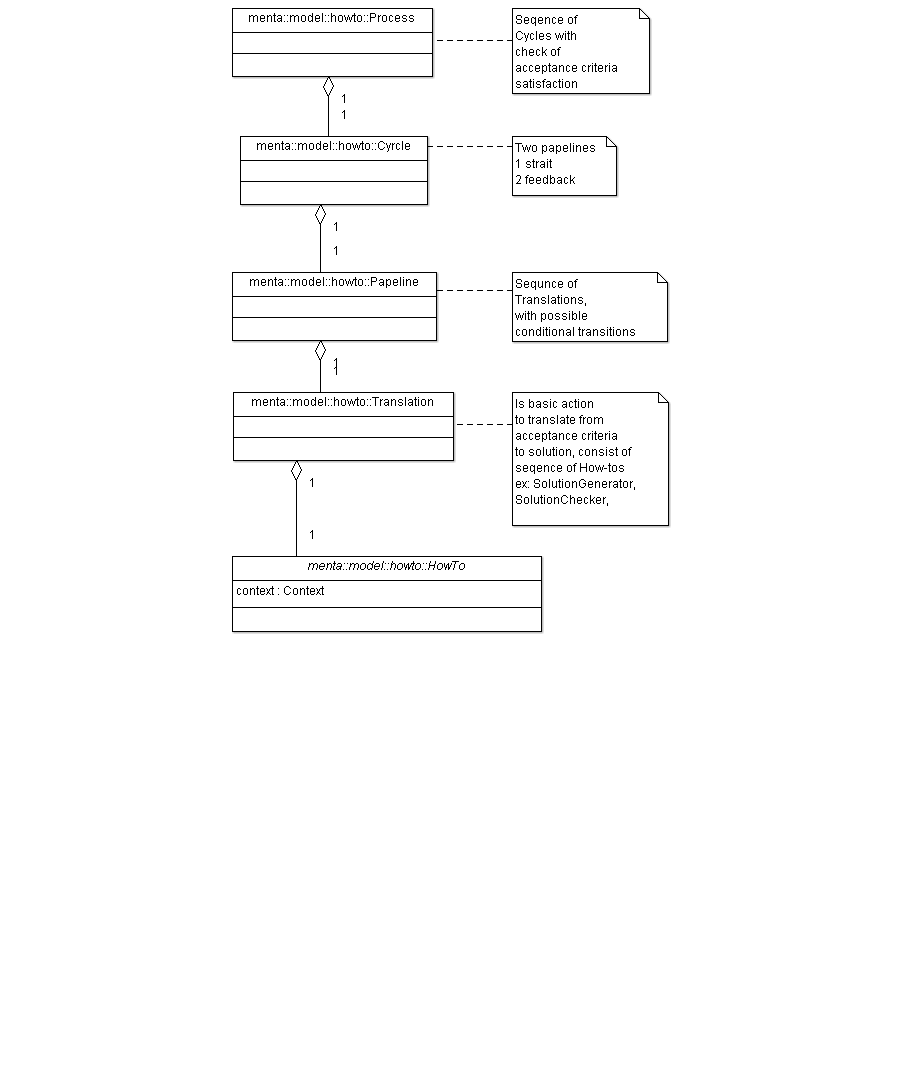 menta::model::howto::Process
Seqence of
Cycles with
check of
acceptance criteria
satisfaction
1
1
menta::model::howto::Cyrcle
Two papelines
1 strait
2 feedback
1
1
menta::model::howto::Papeline
Sequnce of
Translations,
with possible
conditional transitions
1
1
menta::model::howto::Translation
Is basic action
to translate from
acceptance criteria
to solution, consist of
seqence of How-tos
ex: SolutionGenerator,
SolutionChecker,
1
1
menta::model::howto::HowTo
context : Context